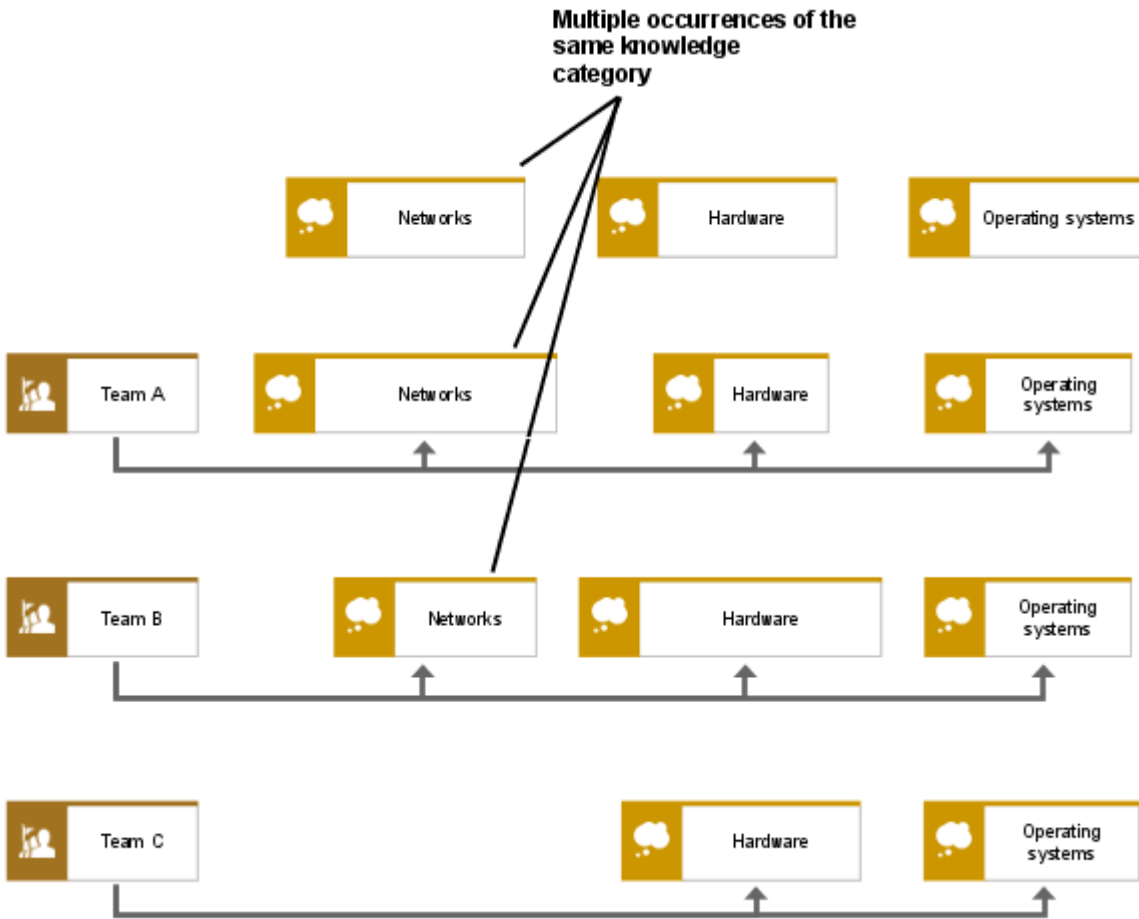 Multiple occurrences of the
same knowledge
category
Networks
Hardware
Operating systems
Team A
Networks
Hardware
Operating
systems
Team B
Networks
Hardware
Operating
systems
Team C
Hardware
Operating
systems